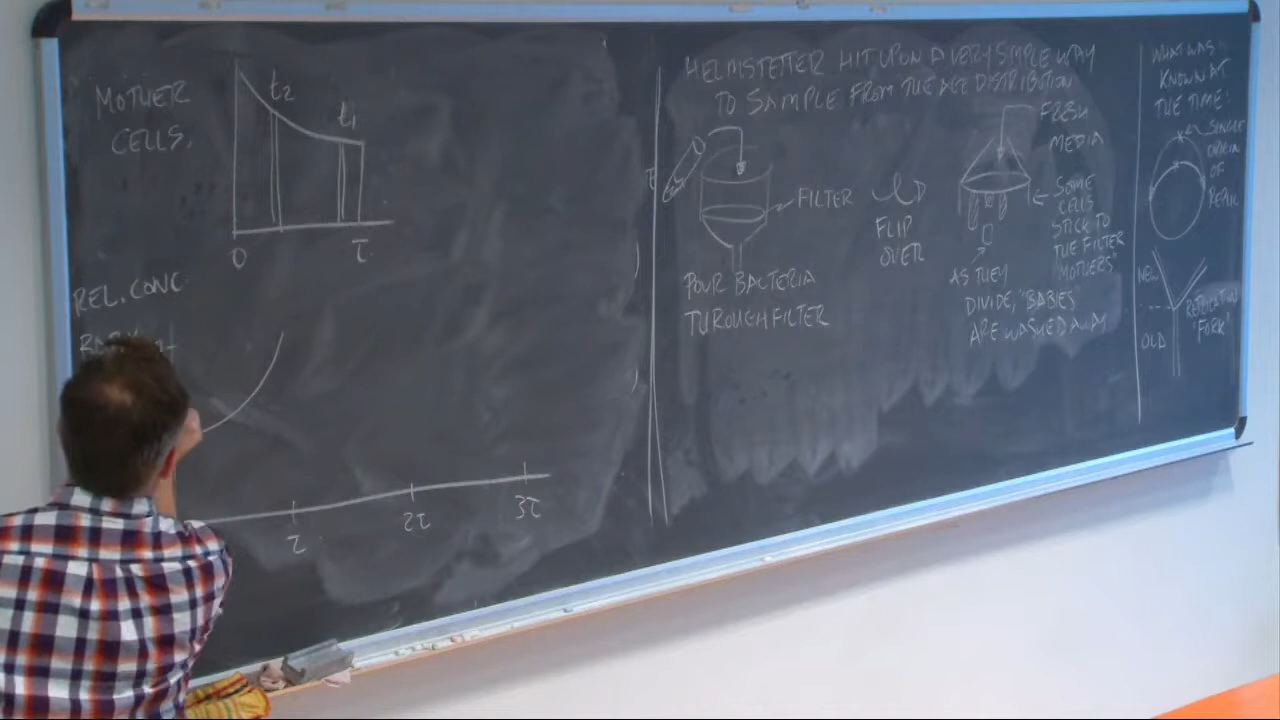 MOTHER
CELLS.
t2
t1
0
τ
REL. CONC
τ
2τ
3τ
HELMSTETTER HIT UPON A VERY SIMPLE WAY
TO SAMPLE FROM THE AGE DISTRIBUTION
FILTER
POUR BACTERIA
THROUGH FILTER
FLIP
OVER
FRESH
MEDIA
SOME
CELLS
STICK TO
THE FILTER
"MOTHERS"
AS THEY
DIVIDE, "BABIES"
ARE WASHED AWAY
WHAT WAS
KNOWN AT
THE TIME:
SINGLE
ORIGIN
OF
NEW
OLD
REPLICATION
"FORK"